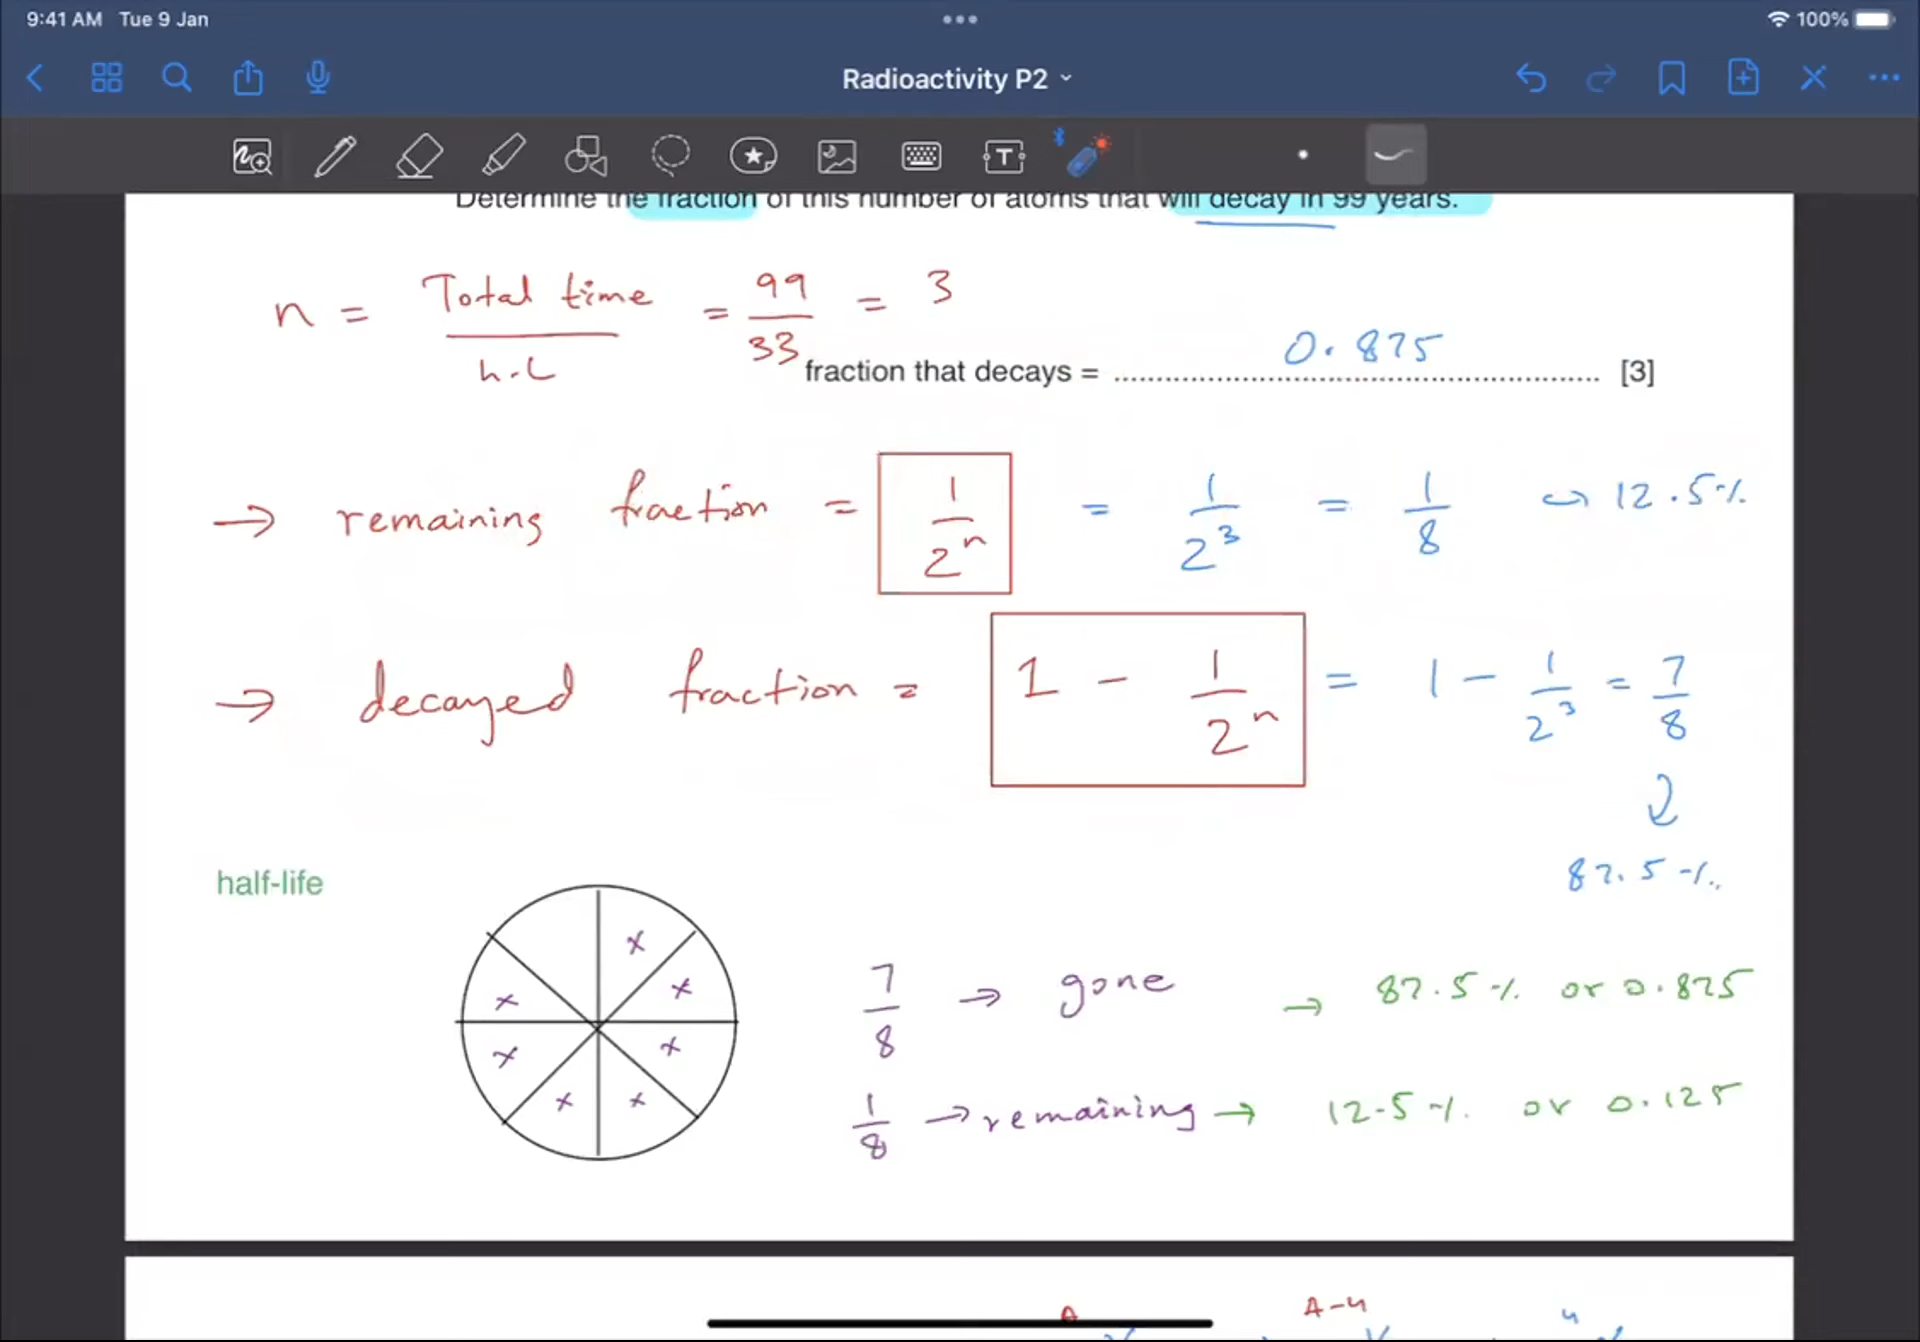 9:41 AM Tue 9 Jan 100%
Radioactivity P2
Determine the fraction of this number of atoms that will decay in 99 years.
n = Total time / h.L = 99/33 = 3
fraction that decays = 0.875 [3]
→ remaining fraction = 1/2^n = 1/2^3 = 1/8 ↪ 12.5%
→ decayed fraction = 1 - 1/2^n = 1 - 1/2^3 = 7/8
87.5%
half-life
7/8 → gone → 87.5% or 0.875
1/8 → remaining → 12.5% or 0.125
x x x x x x x
A A-4 4